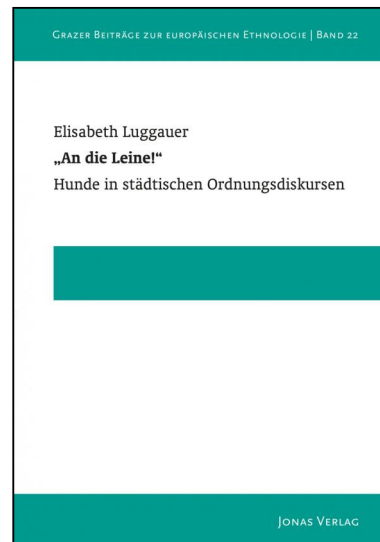 Grazer Beiträge zur europäischen Ethnologie | Band 22
Elisabeth Luggauer
„An die Leine!“
Hunde in städtischen Ordnungsdiskursen
Jonas Verlag